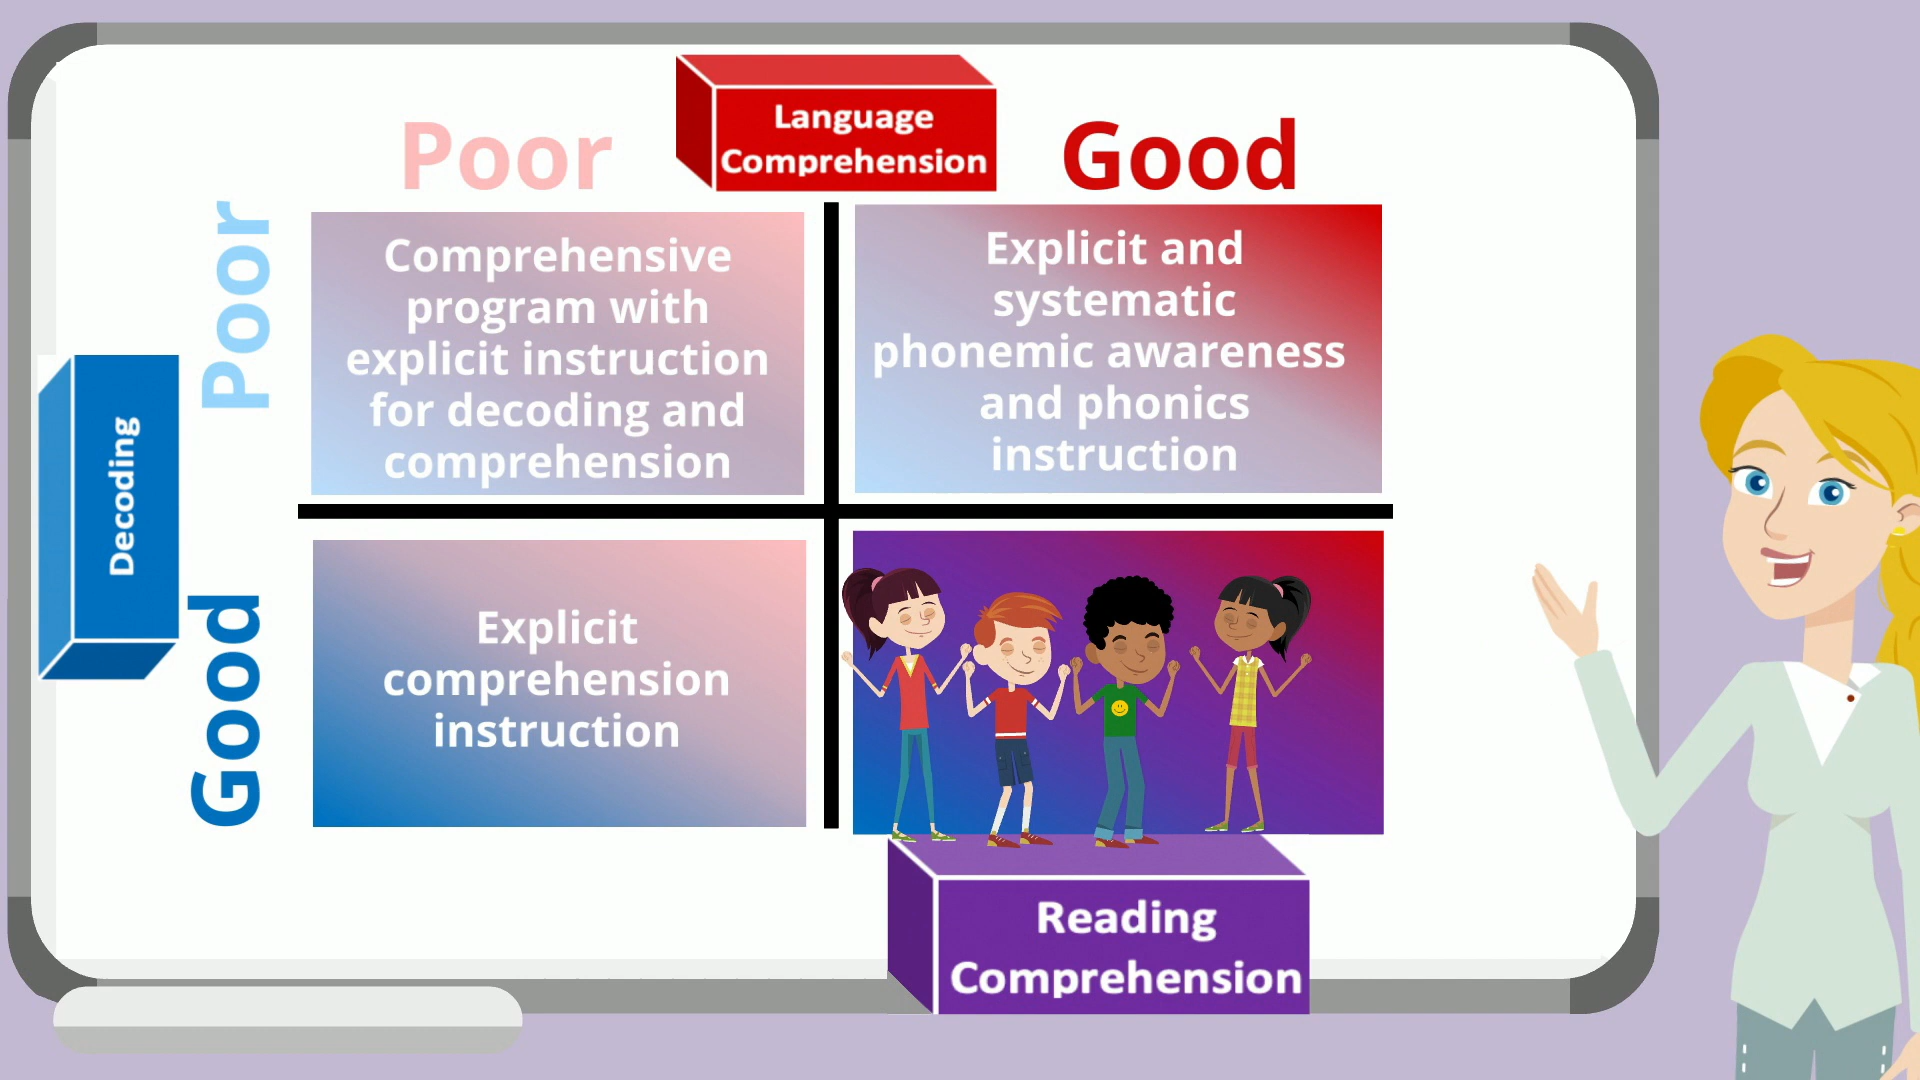 Language
Comprehension
Poor
Good
Poor
Decoding
Good
Comprehensive
program with
explicit instruction
for decoding and
comprehension
Explicit and
systematic
phonemic awareness
and phonics
instruction
Explicit
comprehension
instruction
Reading
Comprehension